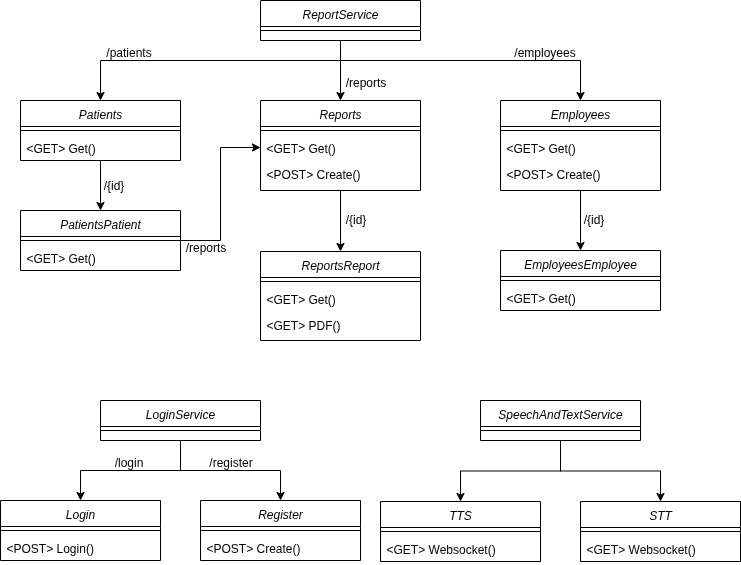 ReportService
/patients
/employees
/reports
Patients
Reports
Employees
<GET> Get()
<GET> Get()
<GET> Get()
<POST> Create()
<POST> Create()
/{id}
/{id}
/{id}
PatientsPatient
/reports
<GET> Get()
ReportsReport
EmployeesEmployee
<GET> Get()
<GET> Get()
<GET> PDF()
LoginService
SpeechAndTextService
/login
/register
Login
Register
TTS
STT
<POST> Login()
<POST> Create()
<GET> Websocket()
<GET> Websocket()